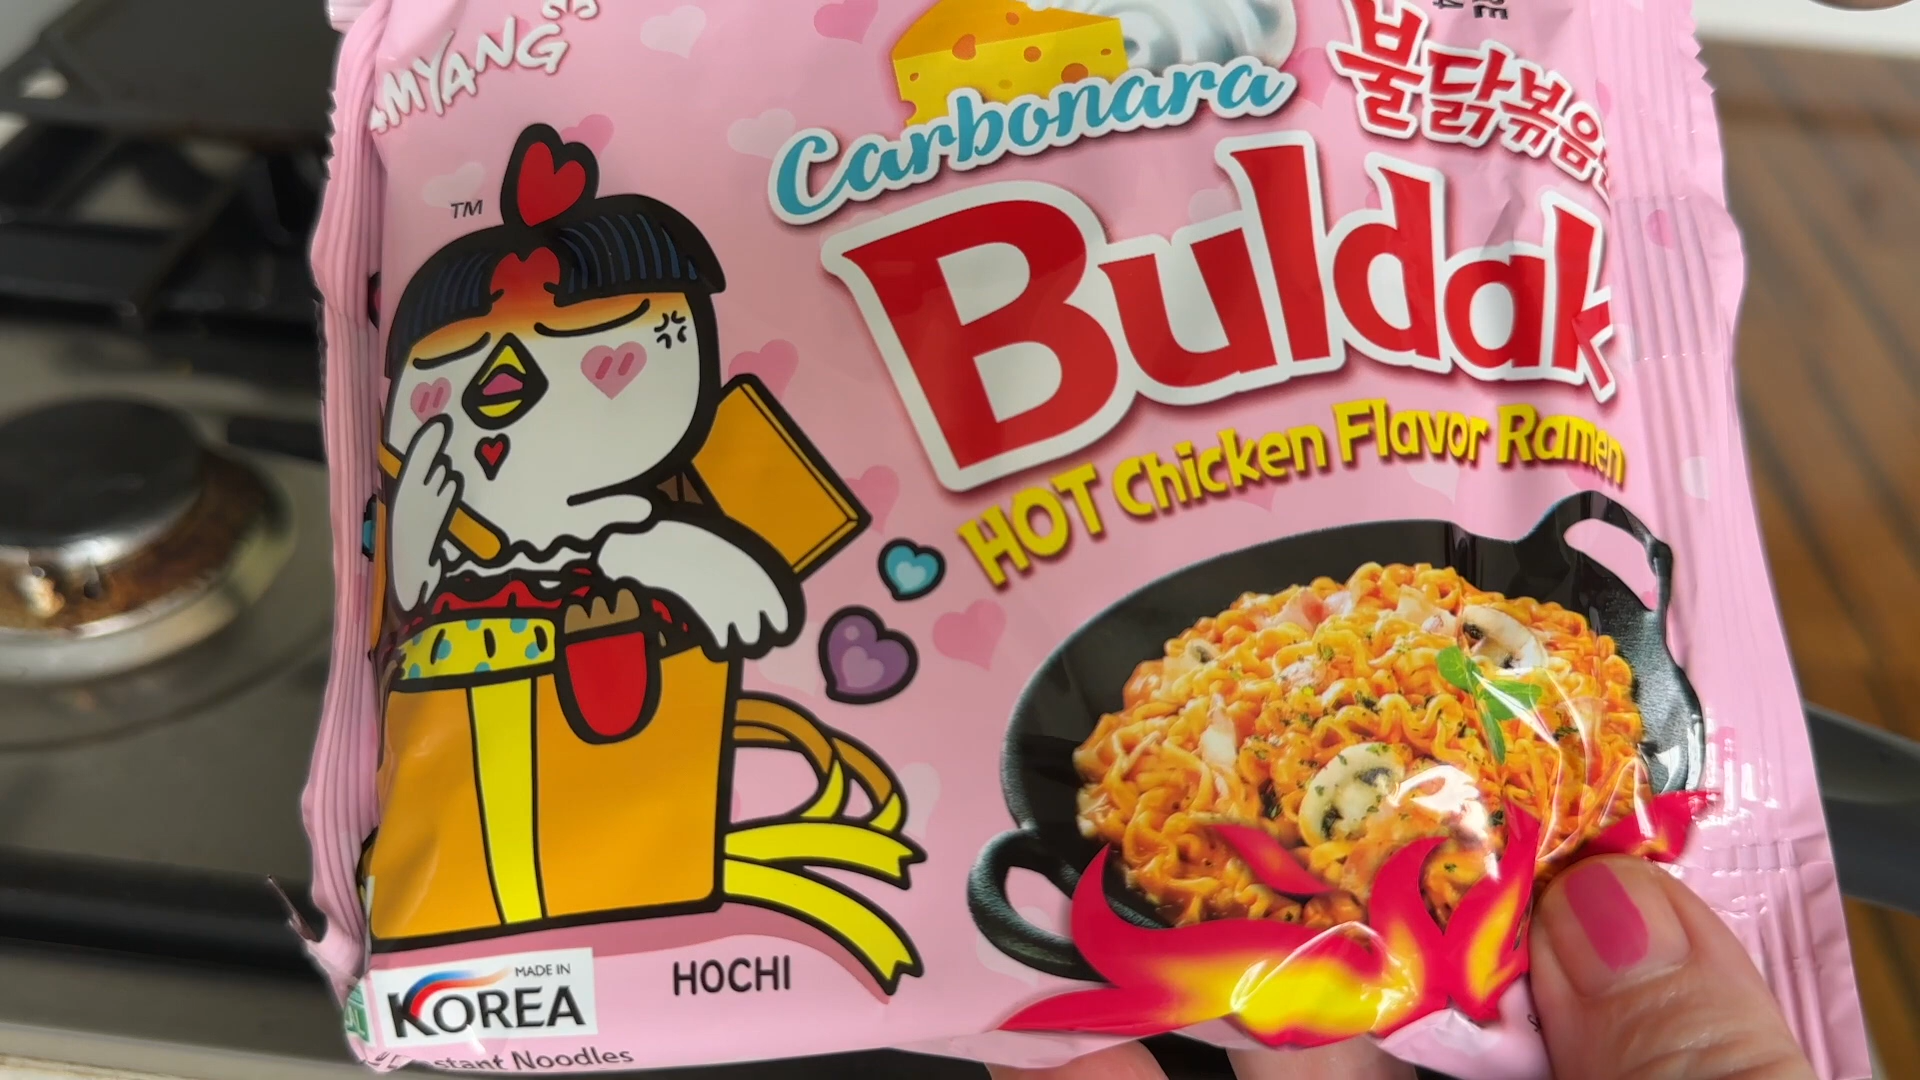 MYANG
Carbonara
불닭볶음
TM
Buldak
HOT Chicken Flavor Ramen
MADE IN
KOREA
HOCHI
stant Noodles